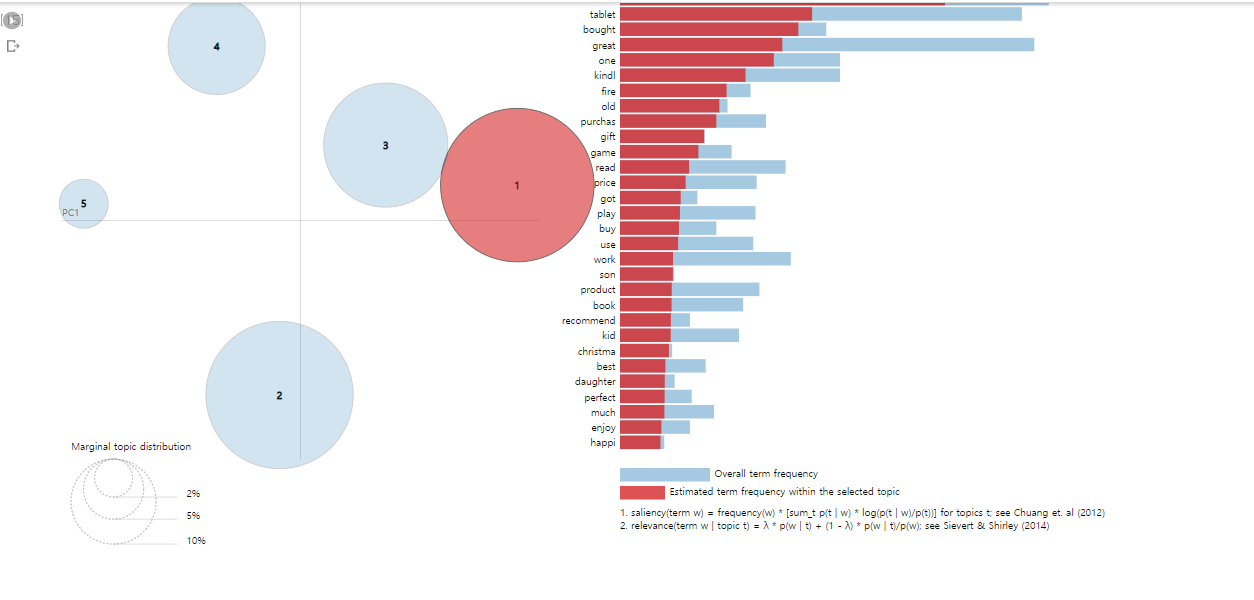 4
3
1
5
PC1
2
Marginal topic distribution
2%
5%
10%
tablet
bought
great
one
kindl
fire
old
purchas
gift
game
read
price
got
play
buy
use
work
son
product
book
recommend
kid
christma
best
daughter
perfect
much
enjoy
happi
Overall term frequency
Estimated term frequency within the selected topic
1. saliency(term w) = frequency(w) * [sum_t p(t | w) * log(p(t | w)/p(t))] for topics t; see Chuang et. al (2012)
2. relevance(term w | topic t) = λ * p(w | t) + (1 - λ) * p(w | t)/p(w); see Sievert & Shirley (2014)